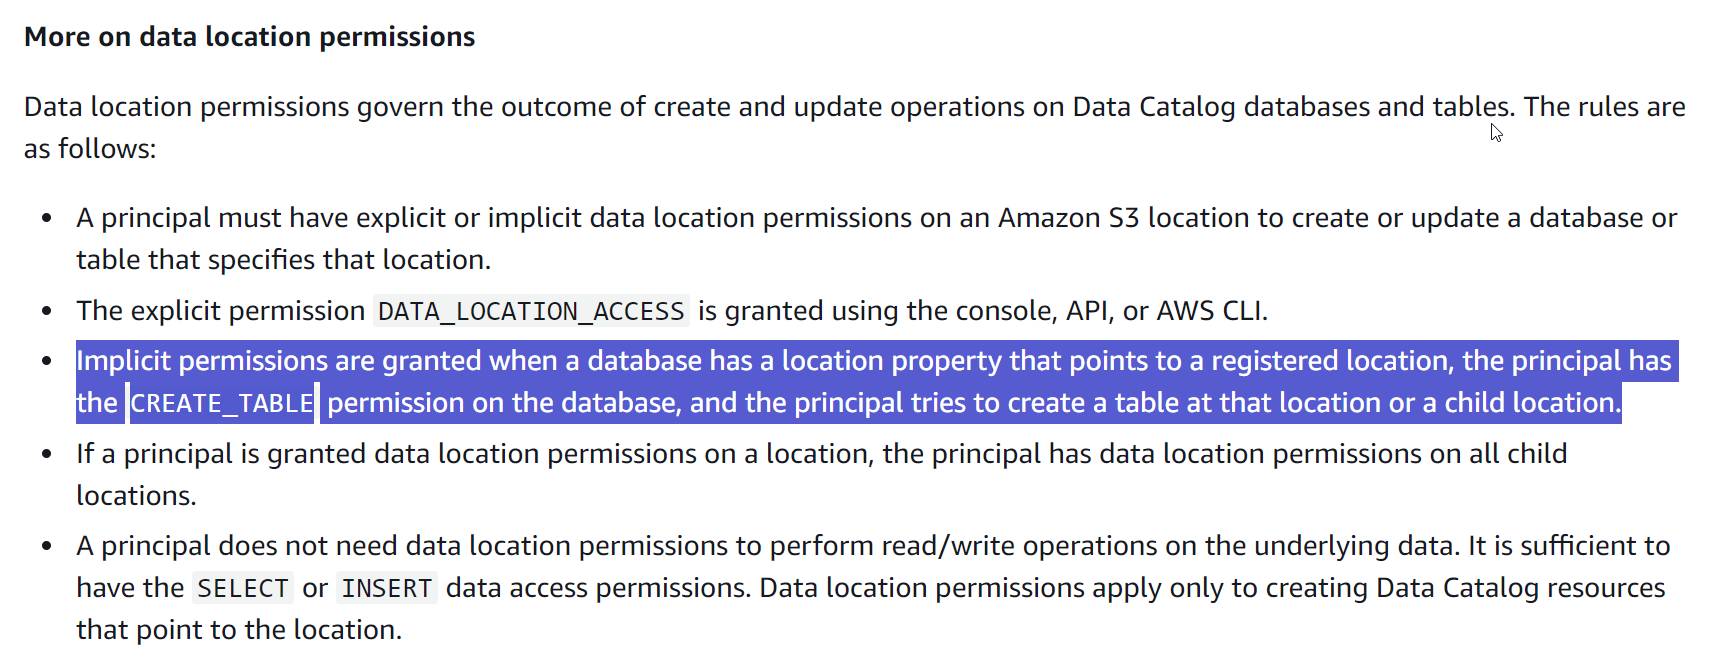 More on data location permissions
Data location permissions govern the outcome of create and update operations on Data Catalog databases and tables. The rules are
as follows:
• A principal must have explicit or implicit data location permissions on an Amazon S3 location to create or update a database or
table that specifies that location.
• The explicit permission DATA_LOCATION_ACCESS is granted using the console, API, or AWS CLI.
• Implicit permissions are granted when a database has a location property that points to a registered location, the principal has
the CREATE_TABLE permission on the database, and the principal tries to create a table at that location or a child location.
• If a principal is granted data location permissions on a location, the principal has data location permissions on all child
locations.
• A principal does not need data location permissions to perform read/write operations on the underlying data. It is sufficient to
have the SELECT or INSERT data access permissions. Data location permissions apply only to creating Data Catalog resources
that point to the location.